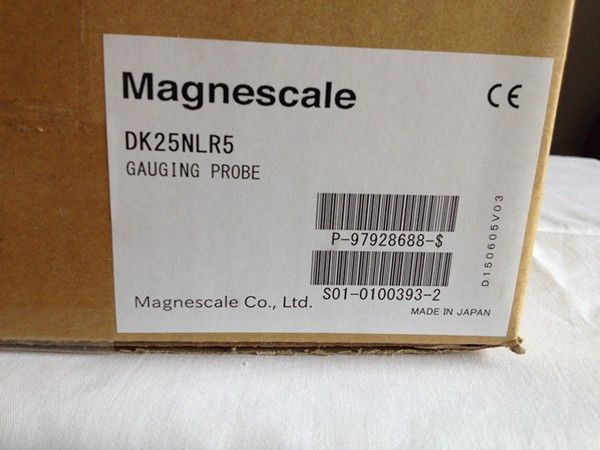 Magnescale
CE
DK25NLR5
GAUGING PROBE
P-97928688-$
S01-0100393-2
D150605V03
Magnescale Co., Ltd.
MADE IN JAPAN